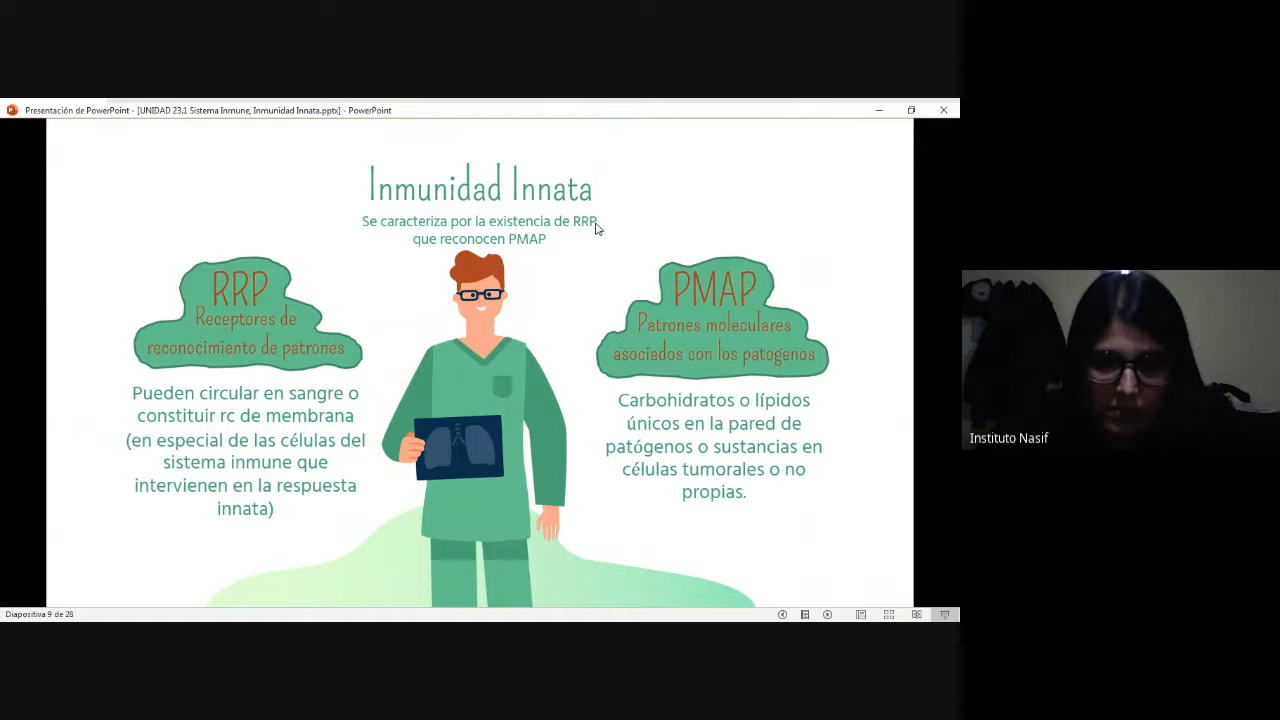 Presentación de PowerPoint - [UNIDAD 23.1 Sistema Inmune, Inmunidad Innata.pptx] - PowerPoint
Inmunidad Innata
Se caracteriza por la existencia de RRP
que reconocen PMAP
RRP
Receptores de
reconocimiento de patrones
Pueden circular en sangre o
constituir rc de membrana
(en especial de las células del
sistema inmune que
intervienen en la respuesta
innata)
PMAP
Patrones moleculares
asociados con los patogenos
Carbohidratos o lípidos
únicos en la pared de
patógenos o sustancias en
células tumorales o no
propias.
Instituto Nasif
Diapositiva 9 de 28